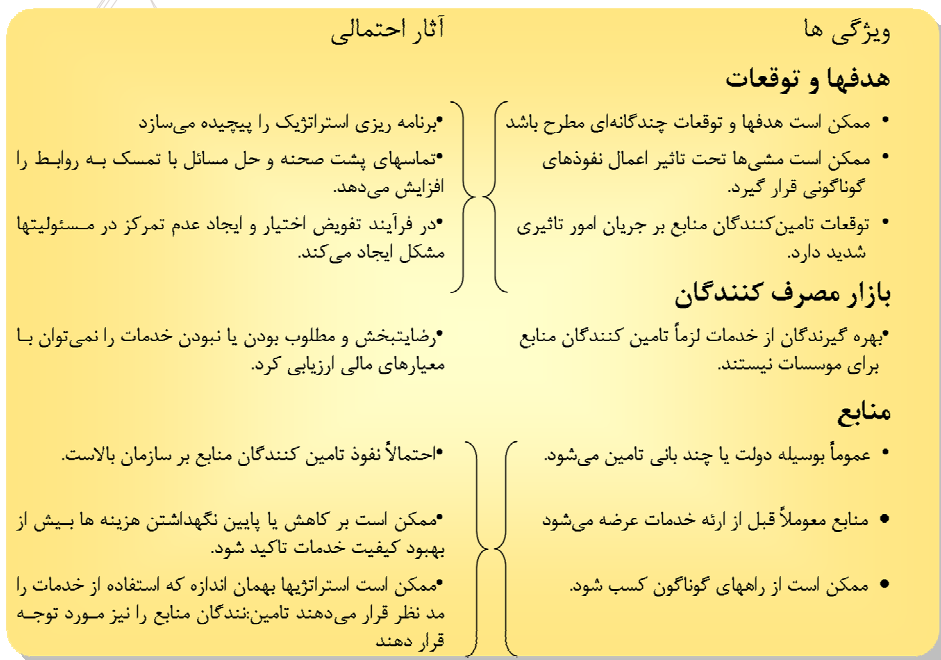 ویژگی ها
آثار احتمالی
هدفها و توقعات
• ممکن است هدفها و توقعات چندگانه‌ای مطرح باشد
• ممکن است مشی‌ها تحت تاثیر اعمال نفوذهای
گوناگونی قرار گیرد.
• توقعات تامین‌کنندگان منابع بر جریان امور تاثیری
شدید دارد.
•برنامه ریزی استراتژیک را پیچیده می‌سازد
•تماسهای پشت صحنه و حل مسائل با تمسک به روابط را
افزایش می‌دهد.
•در فرآیند تفویض اختیار و ایجاد عدم تمرکز در مسئولیتها
مشکل ایجاد می‌کند.
بازار مصرف کنندگان
•بهره گیرندگان از خدمات لزماً تامین کنندگان منابع
برای موسسات نیستند.
•رضایتبخش و مطلوب بودن یا نبودن خدمات را نمی‌توان با
معیارهای مالی ارزیابی کرد.
منابع
• عموماً بوسیله دولت یا چند بانی تامین می‌شود.
• منابع معوملاً قبل از ارئه خدمات عرضه می‌شود
• ممکن است از راههای گوناگون کسب شود.
•احتمالاً نفوذ تامین کنندگان منابع بر سازمان بالاست.
•ممکن است بر کاهش یا پایین نگهداشتن هزینه ها بیش از
بهبود کیفیت خدمات تاکید شود.
•ممکن است استراتژیها بهمان اندازه که استفاده از خدمات را
مد نظر قرار می‌دهند تامین:نندگان منابع را نیز مورد توجه
قرار دهند